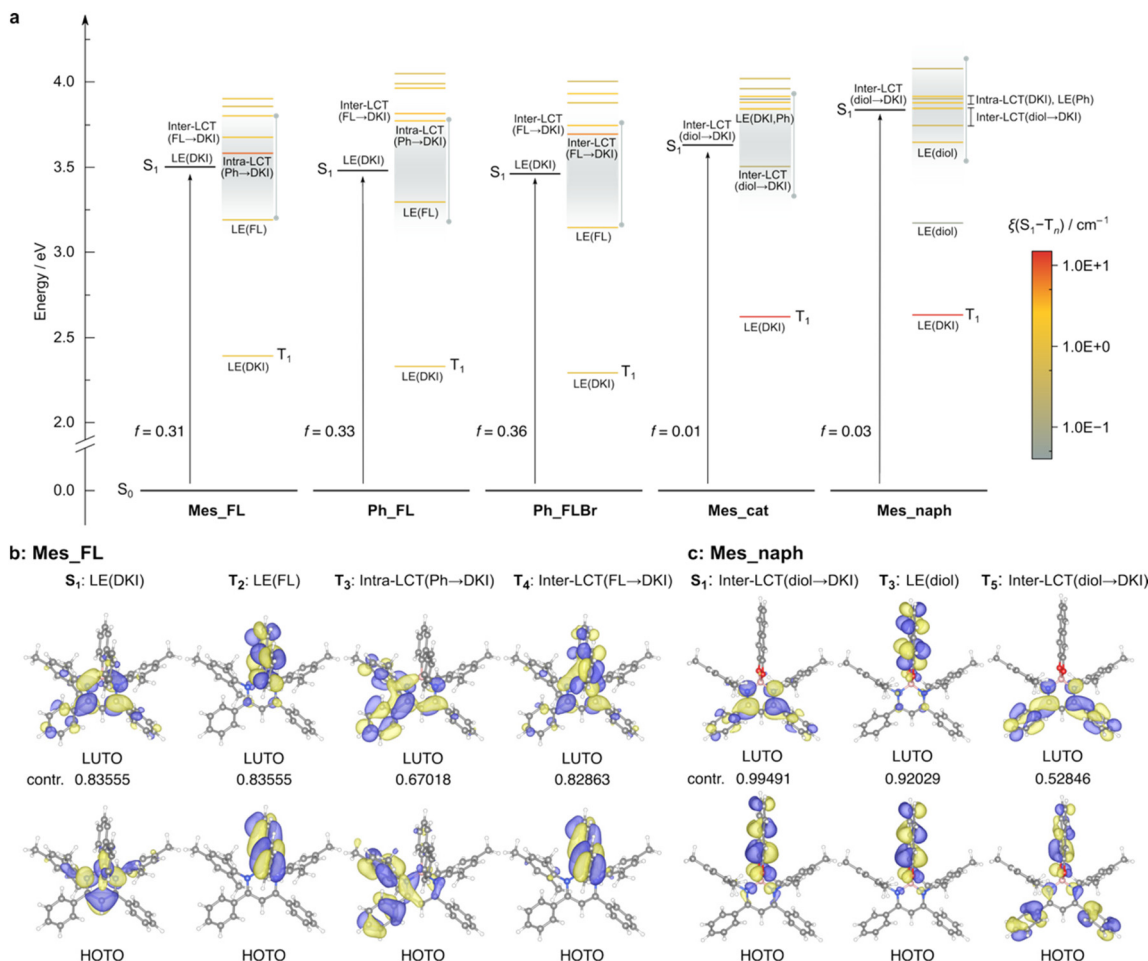 a
Energy / eV
4.0
3.5
3.0
2.5
2.0
0.0
S₀
Inter-LCT
(FL→DKI)
LE(DKI)
S₁
Intra-LCT
(Ph→DKI)
LE(FL)
T₁
LE(DKI)
f = 0.31
Mes_FL
Inter-LCT
(FL→DKI)
Intra-LCT
(Ph→DKI)
LE(DKI)
S₁
LE(FL)
T₁
LE(DKI)
f = 0.33
Ph_FL
Inter-LCT
(FL→DKI)
Inter-LCT
(FL→DKI)
LE(DKI)
S₁
LE(FL)
T₁
LE(DKI)
f = 0.36
Ph_FLBr
Inter-LCT
(diol→DKI)
S₁
LE(DKI,Ph)
Inter-LCT
(diol→DKI)
T₁
LE(DKI)
f = 0.01
Mes_cat
Inter-LCT
(diol→DKI)
S₁
Intra-LCT(DKI), LE(Ph)
Inter-LCT(diol→DKI)
LE(diol)
LE(diol)
T₁
LE(DKI)
f = 0.03
Mes_naph
ξ(S₁−Tₙ) / cm⁻¹
1.0E+1
1.0E+0
1.0E−1
b: Mes_FL
S₁: LE(DKI) T₂: LE(FL) T₃: Intra-LCT(Ph→DKI) T₄: Inter-LCT(FL→DKI)
LUTO LUTO LUTO LUTO
contr. 0.83555 0.83555 0.67018 0.82863
HOTO HOTO HOTO HOTO
c: Mes_naph
S₁: Inter-LCT(diol→DKI) T₃: LE(diol) T₅: Inter-LCT(diol→DKI)
LUTO LUTO LUTO
contr. 0.99491 0.92029 0.52846
HOTO HOTO HOTO